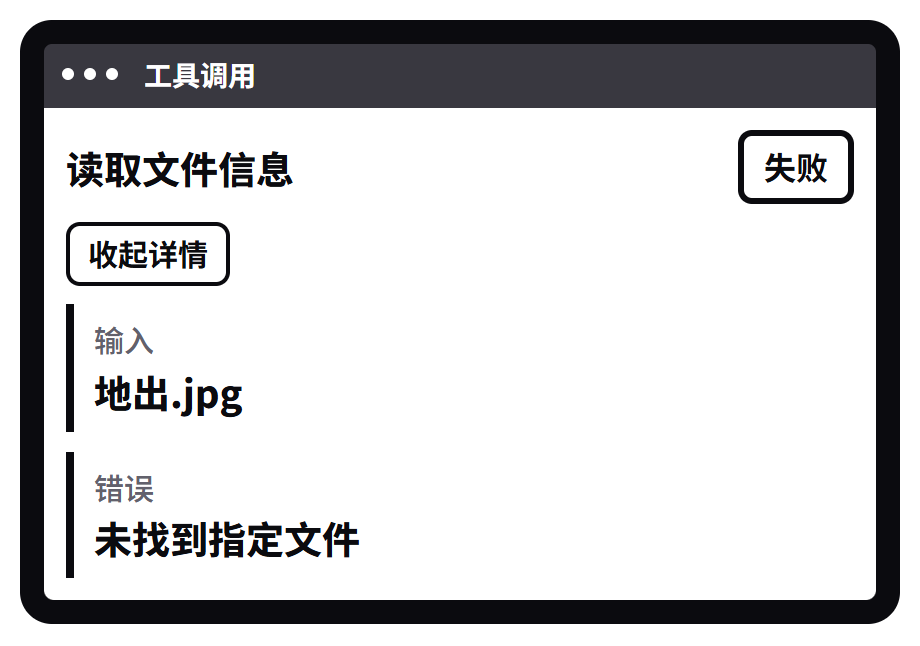 工具调用
读取文件信息
失败
收起详情
输入
地出.jpg
错误
未找到指定文件